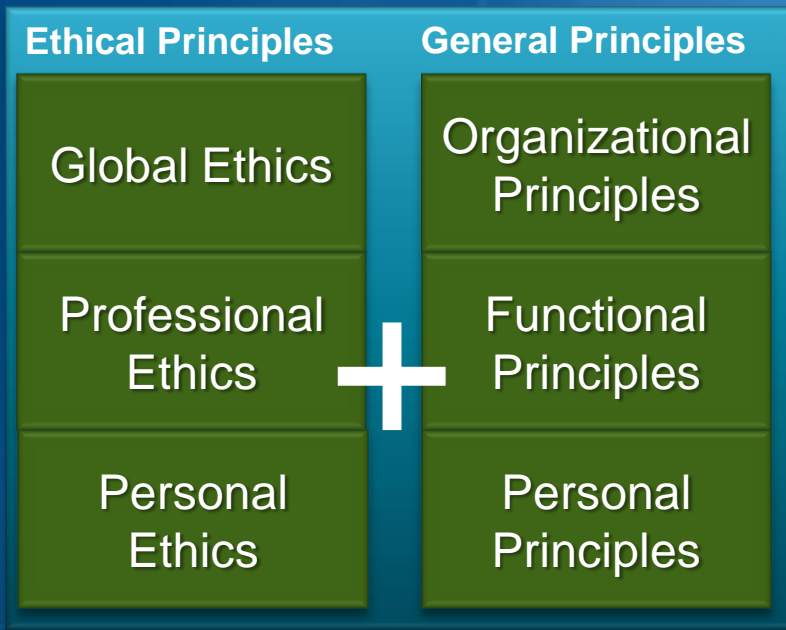 Ethical Principles
Global Ethics
Professional
Ethics
Personal
Ethics
+
General Principles
Organizational
Principles
Functional
Principles
Personal
Principles